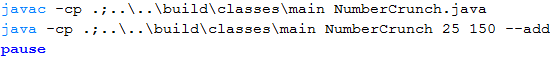 javac -cp .;..\..\build\classes\main NumberCrunch.java
java -cp .;..\..\build\classes\main NumberCrunch 25 150 --add
pause